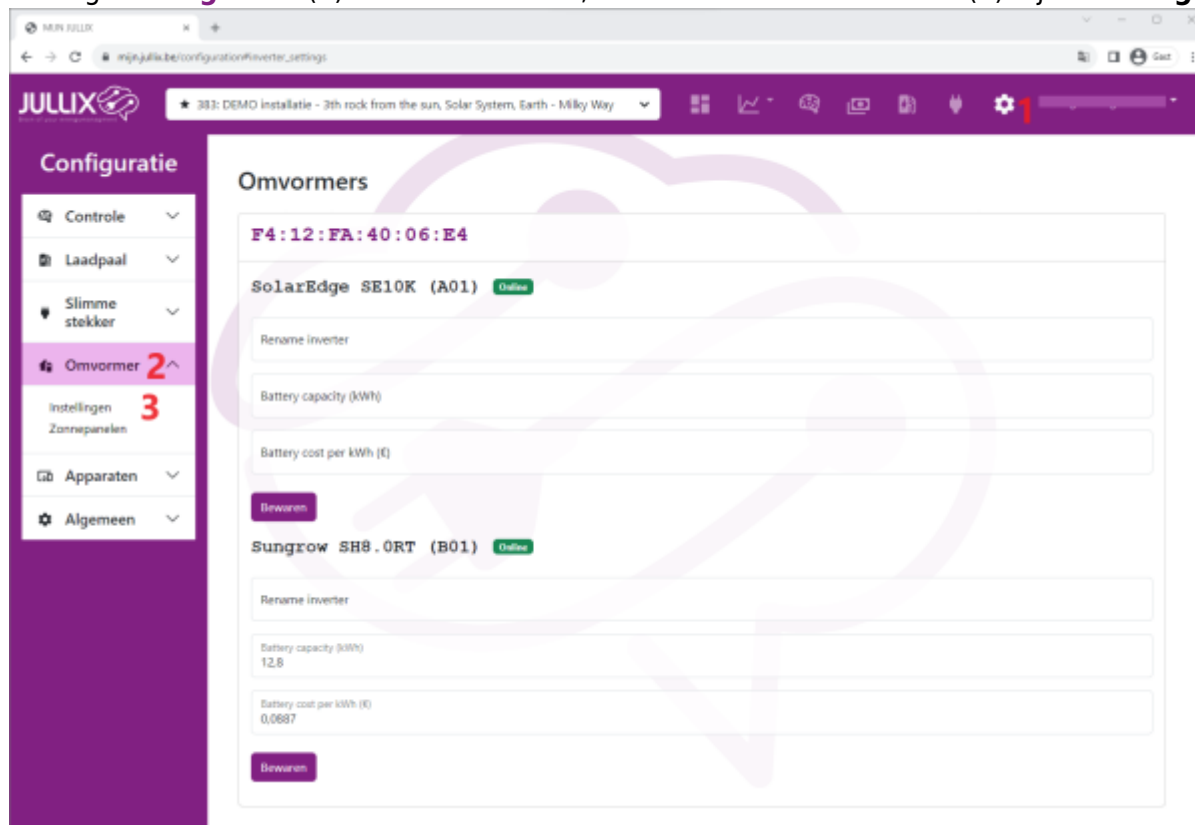 MIJN JULLIX
mijn.jullix.be/configuration#inverter_settings
Gast
JULLIX
★ 383: DEMO installatie - 3th rock from the sun, Solar System, Earth - Milky Way
1
Configuratie
Controle
Laadpaal
Slimme
stekker
Omvormer 2
Instellingen 3
Zonnepanelen
Apparaten
Algemeen
Omvormers
F4:12:FA:40:06:E4
SolarEdge SE10K (A01) Online
Rename inverter
Battery capacity (kWh)
Battery cost per kWh (€)
Bewaren
Sungrow SH8.0RT (B01) Online
Rename inverter
Battery capacity (kWh)
12,8
Battery cost per kWh (€)
0,0887
Bewaren